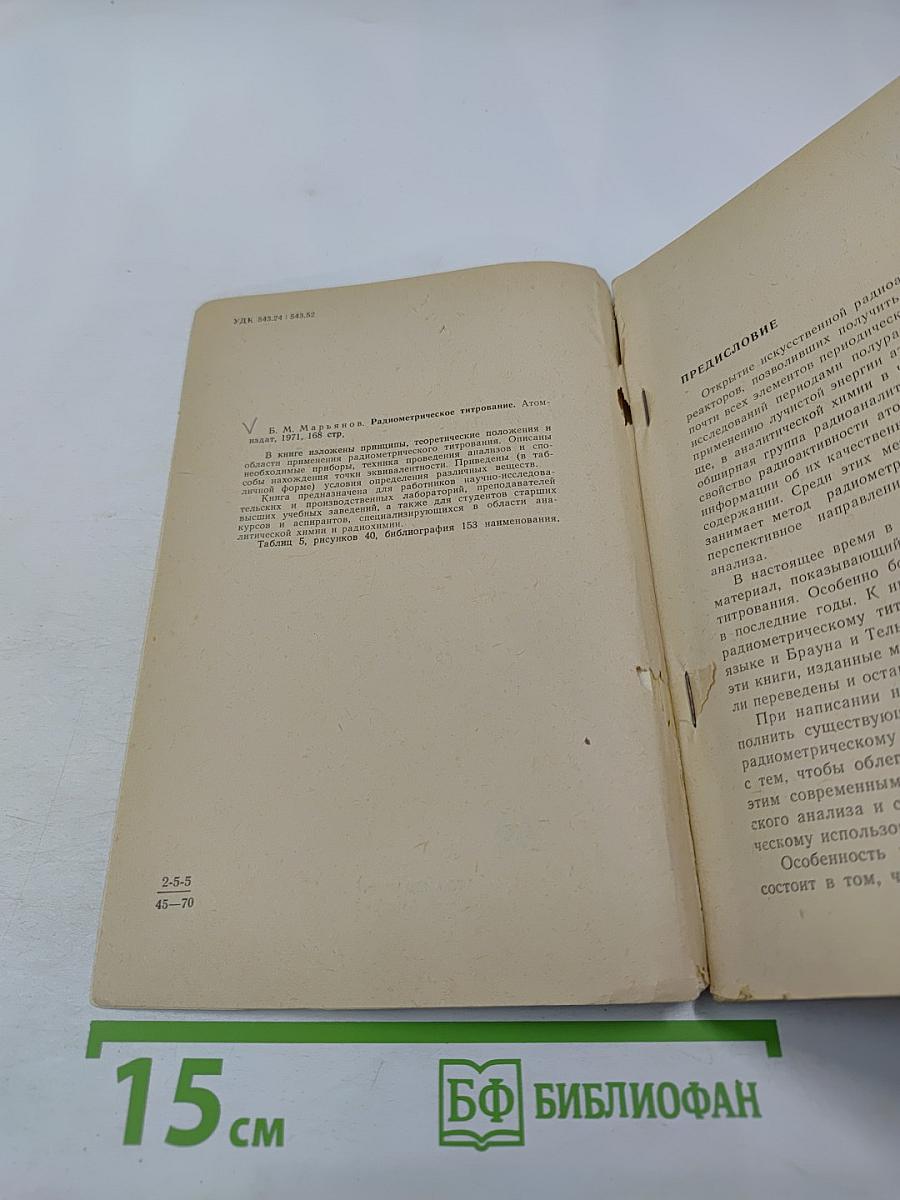 УДК 543.24 : 543.52
Б. М. Марьянов. Радиометрическое титрование. Атом-
издат, 1971, 168 стр.
В книге изложены принципы, теоретические положения и
области применения радиометрического титрования. Описаны
необходимые приборы, техника проведения анализов и спо-
собы нахождения точки эквивалентности. Приведены (в таб-
личной форме) условия определения различных веществ.
Книга предназначена для работников научно-исследова-
тельских и производственных лабораторий, преподавателей
высших учебных заведений, а также для студентов старших
курсов и аспирантов, специализирующихся в области ана-
литической химии и радиохимии.
Таблиц 5, рисунков 40, библиография 153 наименования.
2-5-5
45—70
ПРЕДИСЛОВИЕ
Открытие искусственной радиоа
реакторов, позволивших получить
почти всех элементов периодическ
исследований периодами полура
применению лучистой энергии ат
ше, в аналитической химии в ч
обширная группа радиоаналит
свойство радиоактивности ато
информации об их качественн
содержании. Среди этих ме
занимает метод радиометр
перспективное направлени
анализа.
В настоящее время в
материал, показывающий
титрования. Особенно бо
в последние годы. К н
радиометрическому тит
языке и Брауна и Тель
эти книги, изданные м
ли переведены и оста
При написании н
полнить существующ
радиометрическому
с тем, чтобы облег
этим современным
ского анализа и с
ческому использо
Особенность
состоит в том, ч
15 см
БФ БИБЛИОФАН